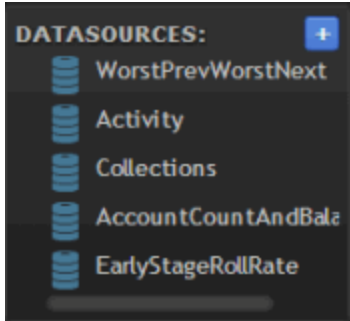 DATASOURCES: +
WorstPrevWorstNext
Activity
Collections
AccountCountAndBala
EarlyStageRollRate